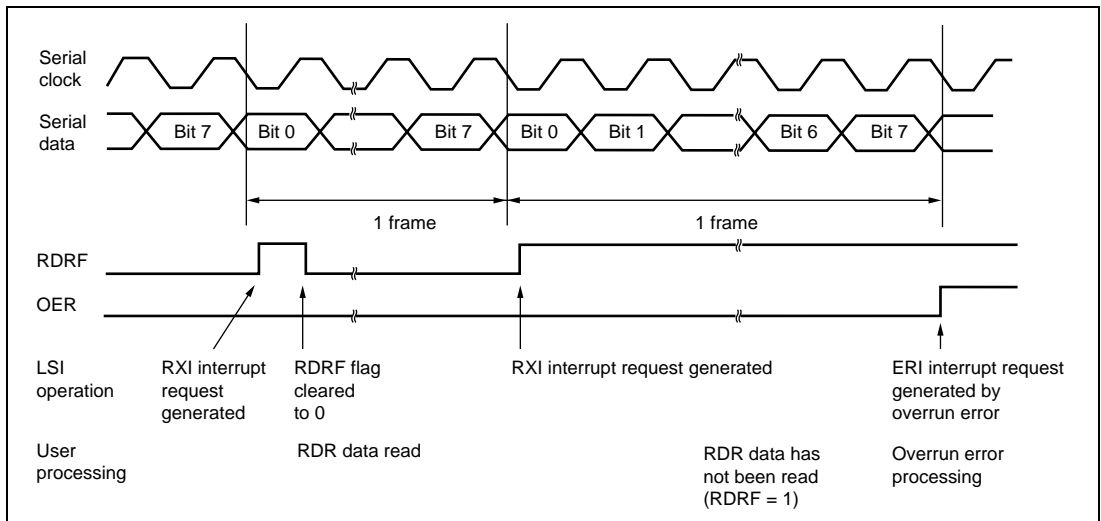 Serial
clock
Serial
data
Bit 7
Bit 0
Bit 7
Bit 0
Bit 1
Bit 6
Bit 7
1 frame
1 frame
RDRF
OER
LSI
operation
RXI interrupt
request
generated
RDRF flag
cleared
to 0
RXI interrupt request generated
ERI interrupt request
generated by
overrun error
User
processing
RDR data read
RDR data has
not been read
(RDRF = 1)
Overrun error
processing